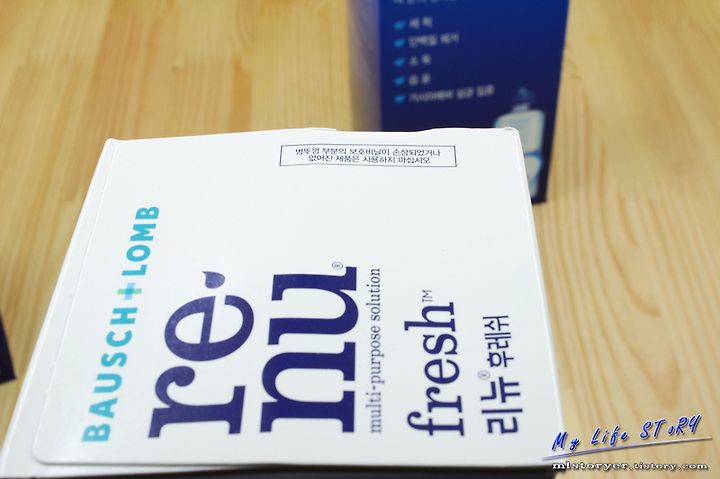 세 척
단백질 제거
소 독
헹 굼
병뚜껑 부분의 보호비닐이 손상되었거나
없어진 제품은 사용하지 마십시오
BAUSCH + LOMB
re
nu®
multi-purpose solution
fresh™
리뉴® 후레쉬
My Life SToRY
mlstoryer.tistory.com